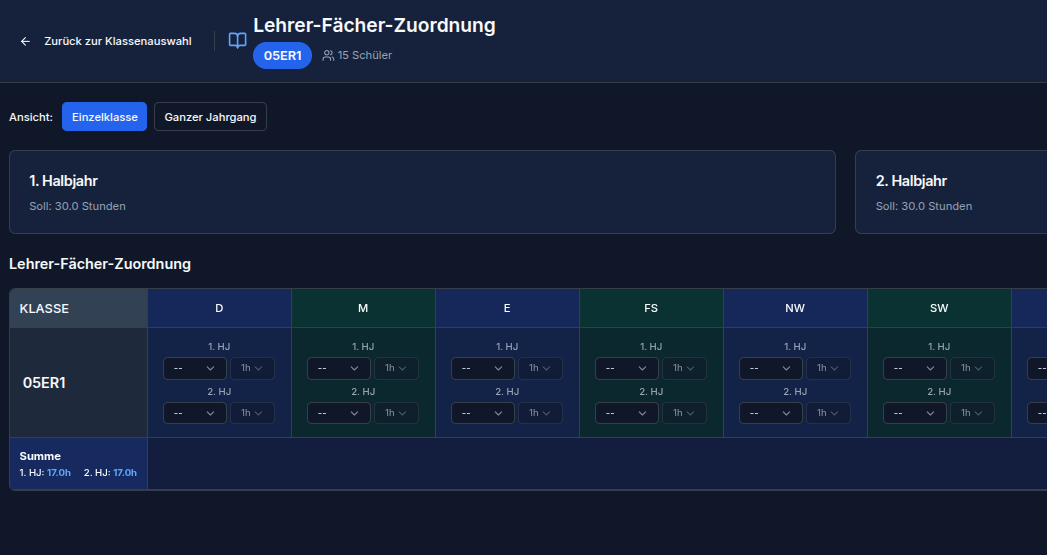 Lehrer-Fächer-Zuordnung
Zurück zur Klassenauswahl
05ER1 15 Schüler
Ansicht: Einzelklasse Ganzer Jahrgang
1. Halbjahr 2. Halbjahr
Soll: 30.0 Stunden Soll: 30.0 Stunden
Lehrer-Fächer-Zuordnung
KLASSE D M E FS NW SW
1. HJ 1. HJ 1. HJ 1. HJ 1. HJ 1. HJ
-- 1h -- 1h -- 1h -- 1h -- 1h -- 1h --
05ER1
2. HJ 2. HJ 2. HJ 2. HJ 2. HJ 2. HJ
-- 1h -- 1h -- 1h -- 1h -- 1h -- 1h --
Summe
1. HJ: 17.0h 2. HJ: 17.0h